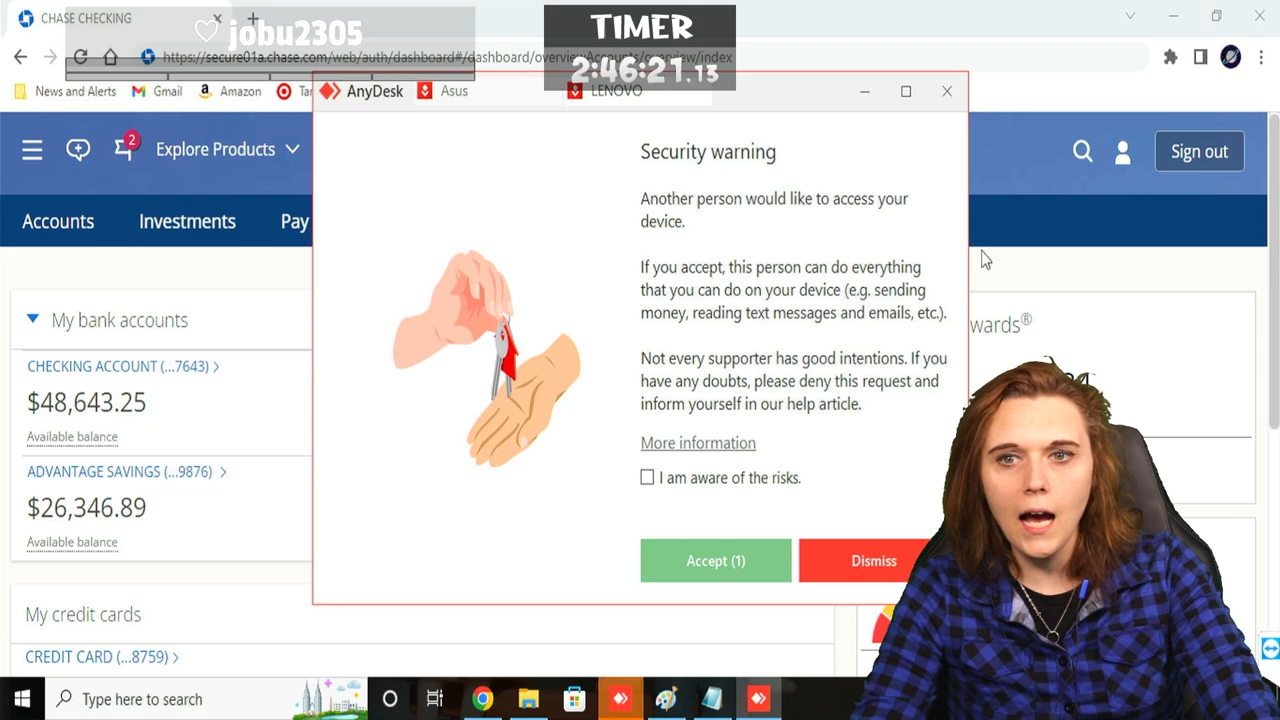 CHASE CHECKING
jobu2305
TIMER
2:46:21.13
https://secure01a.chase.com/web/auth/dashboard#/dashboard/overviewAccounts/overview/index
News and Alerts
Gmail
Amazon
AnyDesk
Asus
LENOVO
2
Explore Products
Sign out
Accounts
Investments
Pay
Security warning
Another person would like to access your
device.
If you accept, this person can do everything
that you can do on your device (e.g. sending
money, reading text messages and emails, etc.).
Not every supporter has good intentions. If you
have any doubts, please deny this request and
inform yourself in our help article.
More information
I am aware of the risks.
Accept (1)
Dismiss
My bank accounts
CHECKING ACCOUNT (...7643)
$48,643.25
Available balance
ADVANTAGE SAVINGS (...9876)
$26,346.89
Available balance
My credit cards
CREDIT CARD (...8759)
Type here to search